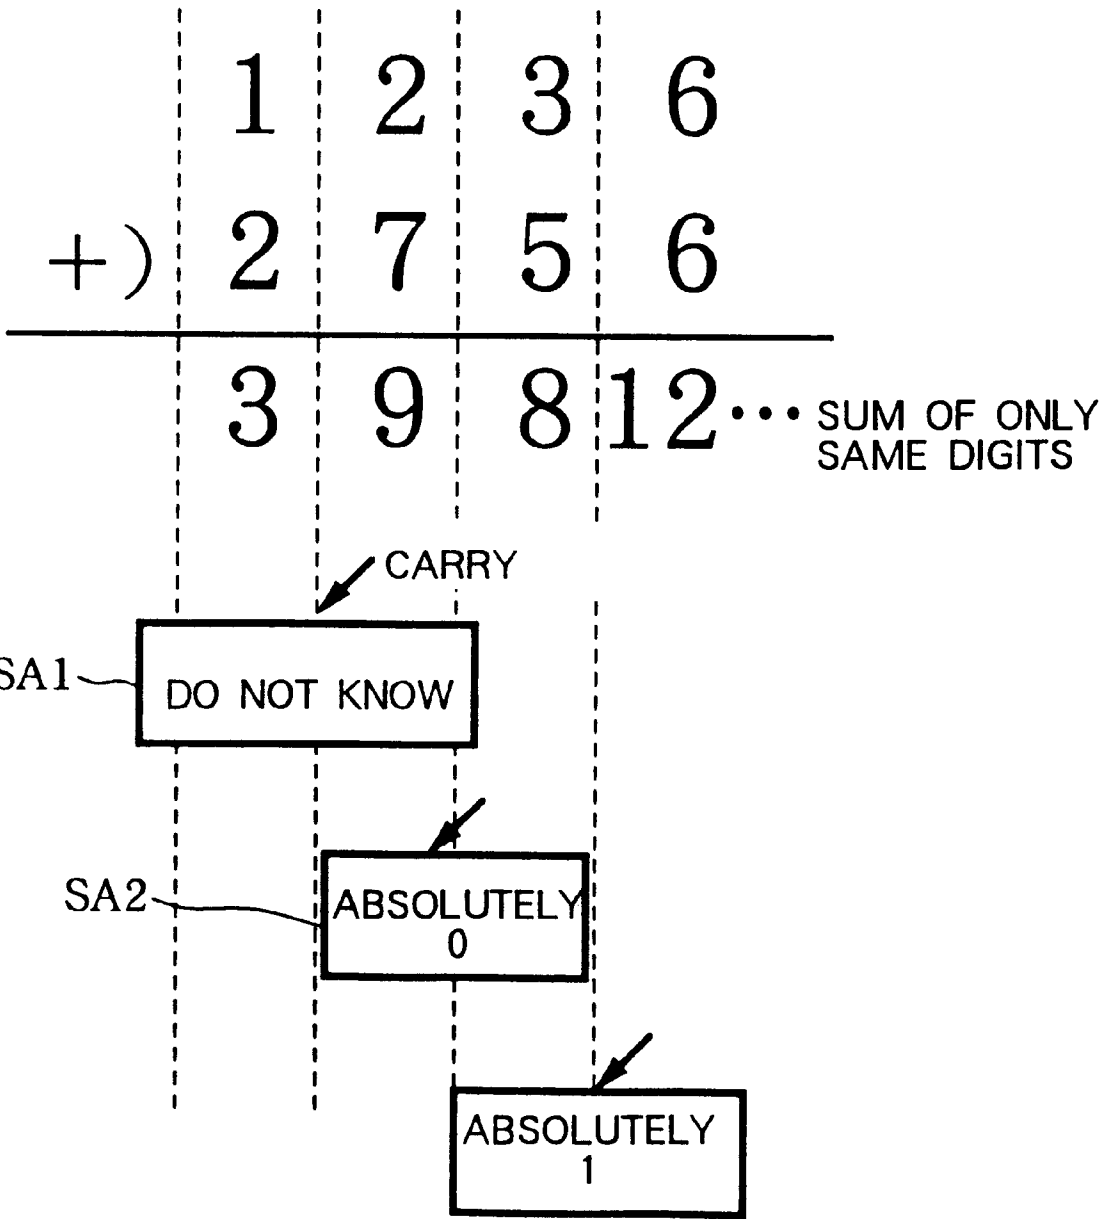 1 2 3 6
+) 2 7 5 6
3 9 8 12 ••• SUM OF ONLY
SAME DIGITS
CARRY
SA1
DO NOT KNOW
SA2
ABSOLUTELY
0
ABSOLUTELY
1